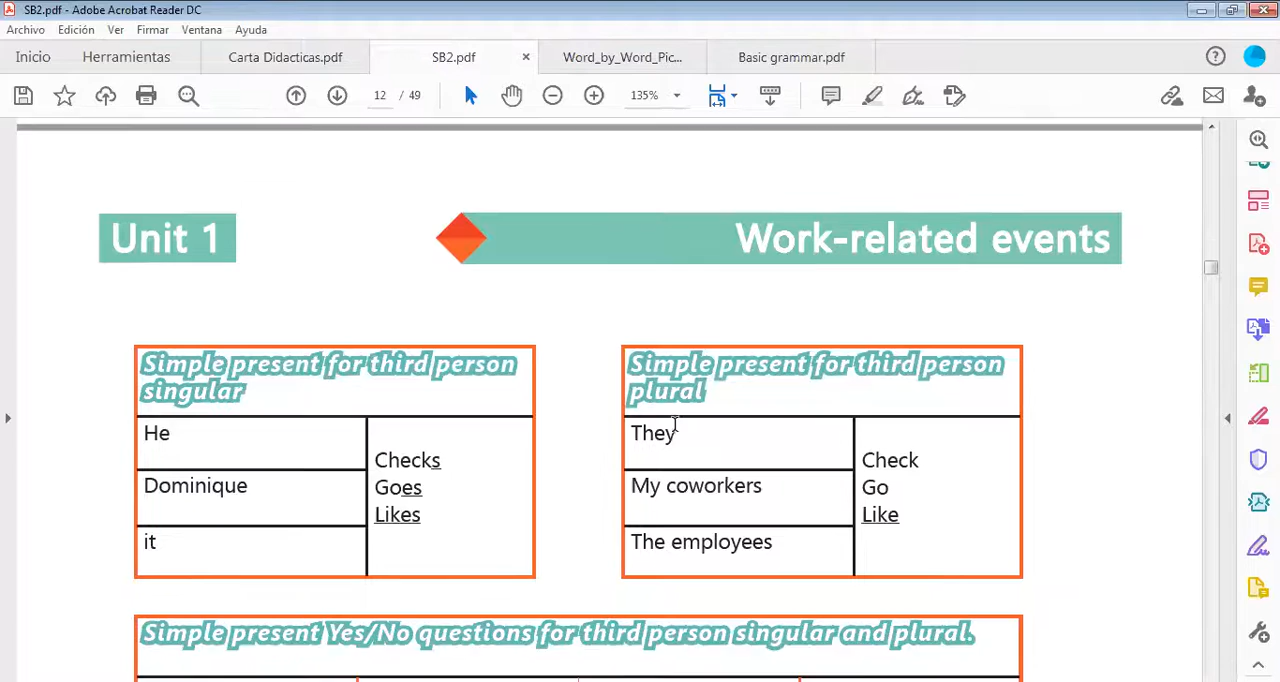 SB2.pdf - Adobe Acrobat Reader DC
Archivo Edición Ver Firmar Ventana Ayuda
Inicio Herramientas Carta Didacticas.pdf SB2.pdf Word_by_Word_Pic... Basic grammar.pdf
12 / 49 135%
Unit 1
Work-related events
Simple present for third person
singular
He
Dominique
it
Checks
Goes
Likes
Simple present for third person
plural
They
My coworkers
The employees
Check
Go
Like
Simple present Yes/No questions for third person singular and plural.